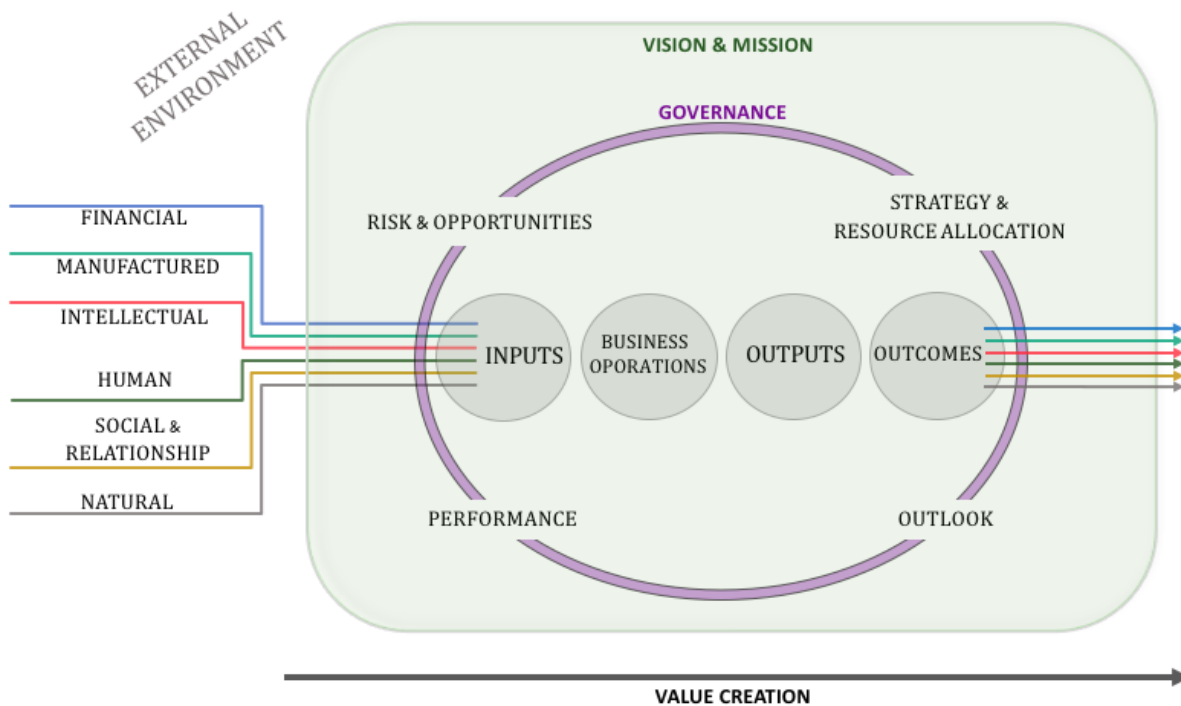 EXTERNAL
ENVIRONMENT
VISION & MISSION
GOVERNANCE
FINANCIAL
MANUFACTURED
INTELLECTUAL
HUMAN
SOCIAL &
RELATIONSHIP
NATURAL
RISK & OPPORTUNITIES
STRATEGY &
RESOURCE ALLOCATION
INPUTS
BUSINESS
OPORATIONS
OUTPUTS
OUTCOMES
PERFORMANCE
OUTLOOK
VALUE CREATION